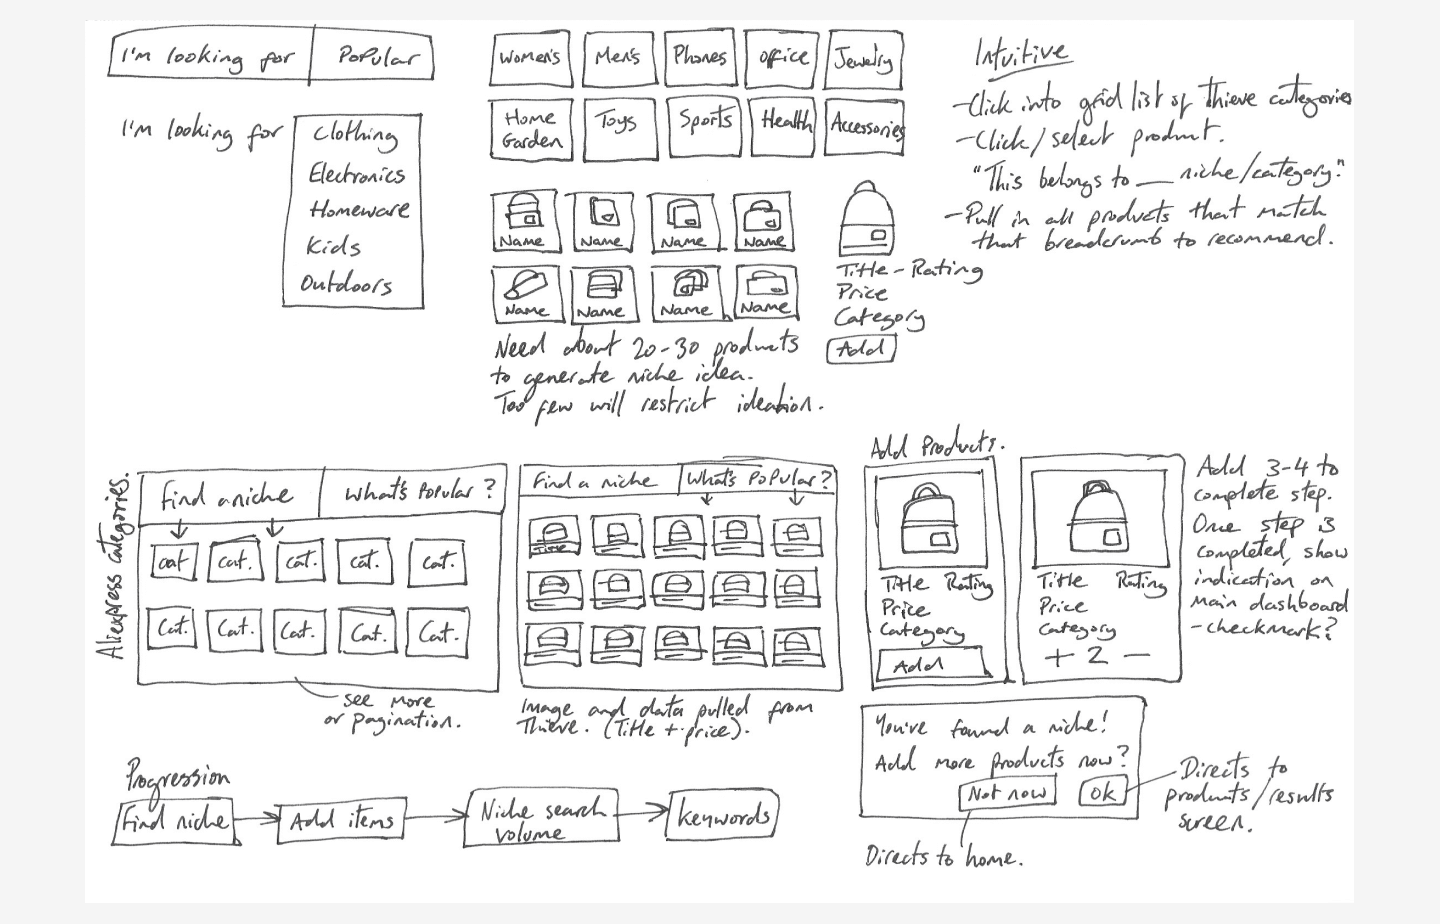 I'm looking for
Popular
I'm looking for
Clothing
Electronics
Homeware
Kids
Outdoors
Women's
Men's
Phones
Office
Jewelry
Home
Garden
Toys
Sports
Health
Accessories
Name
Name
Name
Name
Name
Name
Name
Name
Need about 20-30 products
to generate niche idea.
Too few will restrict ideation.
Title - Rating
Price
Category
Add
Intuitive
- Click into grid list of Thieve categories
- Click/select product.
"This belongs to ___ niche/category."
- Pull in all products that match
that breadcrumb to recommend.
Aliexpress categories.
Find a niche
What's Popular?
Cat
Cat.
Cat.
Cat.
Cat.
Cat.
Cat.
Cat.
Cat.
Cat.
See more
or pagination.
Find a niche
What's Popular?
Title
Image and data pulled from
Thieve. (Title + price).
Add Products.
Title Rating
Price
Category
Add
Title Rating
Price
Category
+ 2 -
Add 3-4 to
complete step.
One step is
completed, show
indication on
main dashboard
- checkmark?
You've found a niche!
Add more products now?
Not now
Ok
Directs to
products/results
screen.
Directs to home.
Progression
Find niche
Add items
Niche search
volume
Keywords